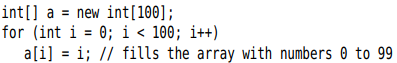 int[] a = new int[100];
for (int i = 0; i < 100; i++)
   a[i] = i; // fills the array with numbers 0 to 99